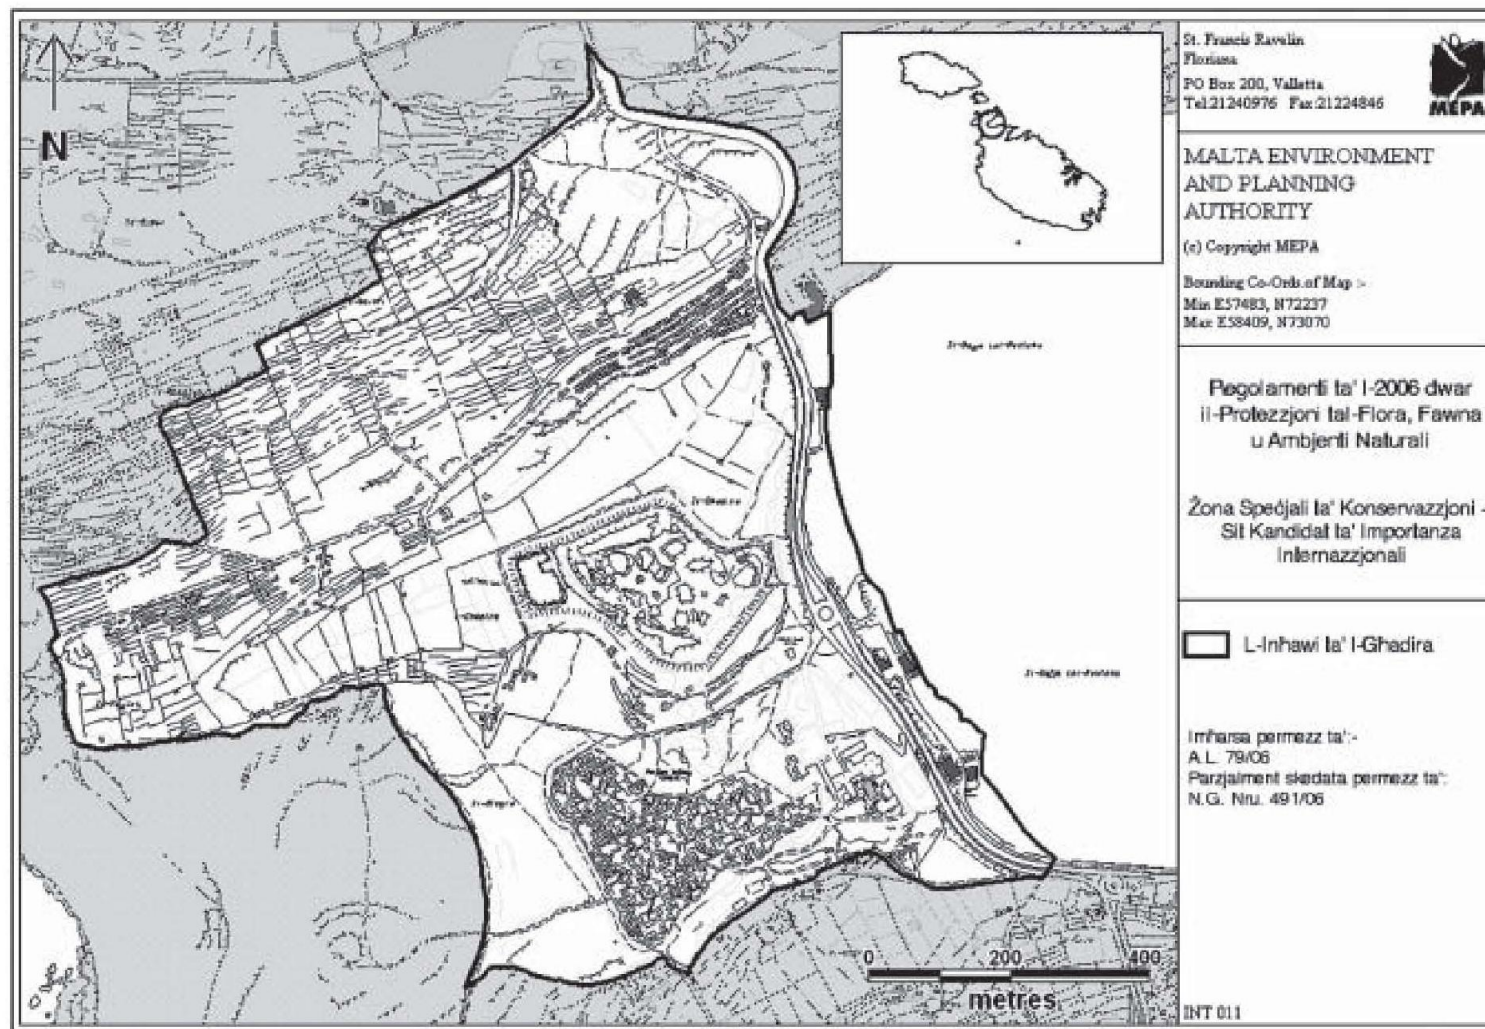 N
St. Francis Ravelin
Floriana
PO Box 200, Valletta
Tel:21240976 Fax:21224846
MEPA
MALTA ENVIRONMENT
AND PLANNING
AUTHORITY
(c) Copyright MEPA
Bounding Co-Ords of Map :-
Min E57483, N72237
Max E58409, N73070
Regolamenti ta' l-2006 dwar
il-Protezzjoni tal-Flora, Fawna
u Ambjenti Naturali
Żona Speċjali ta' Konservazzjoni -
Sit Kandidat ta' Importanza
Internazzjonali
L-Inhawi ta' l-Ghadira
Imharsa permezz ta':-
A.L. 79/06
Parzjalment skedata permezz ta':
N.G. Nru. 491/06
0 200 400
metres
INT 011